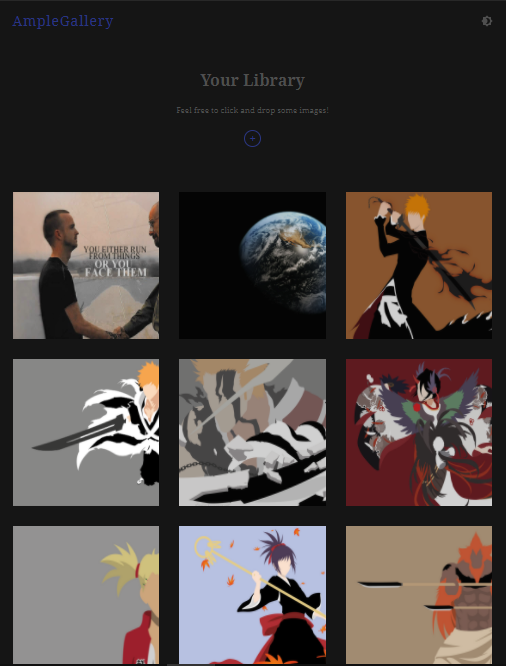 AmpleGallery
Your Library
Feel free to click and drop some images!
+
YOU EITHER RUN
FROM THINGS
OR YOU
FACE THEM